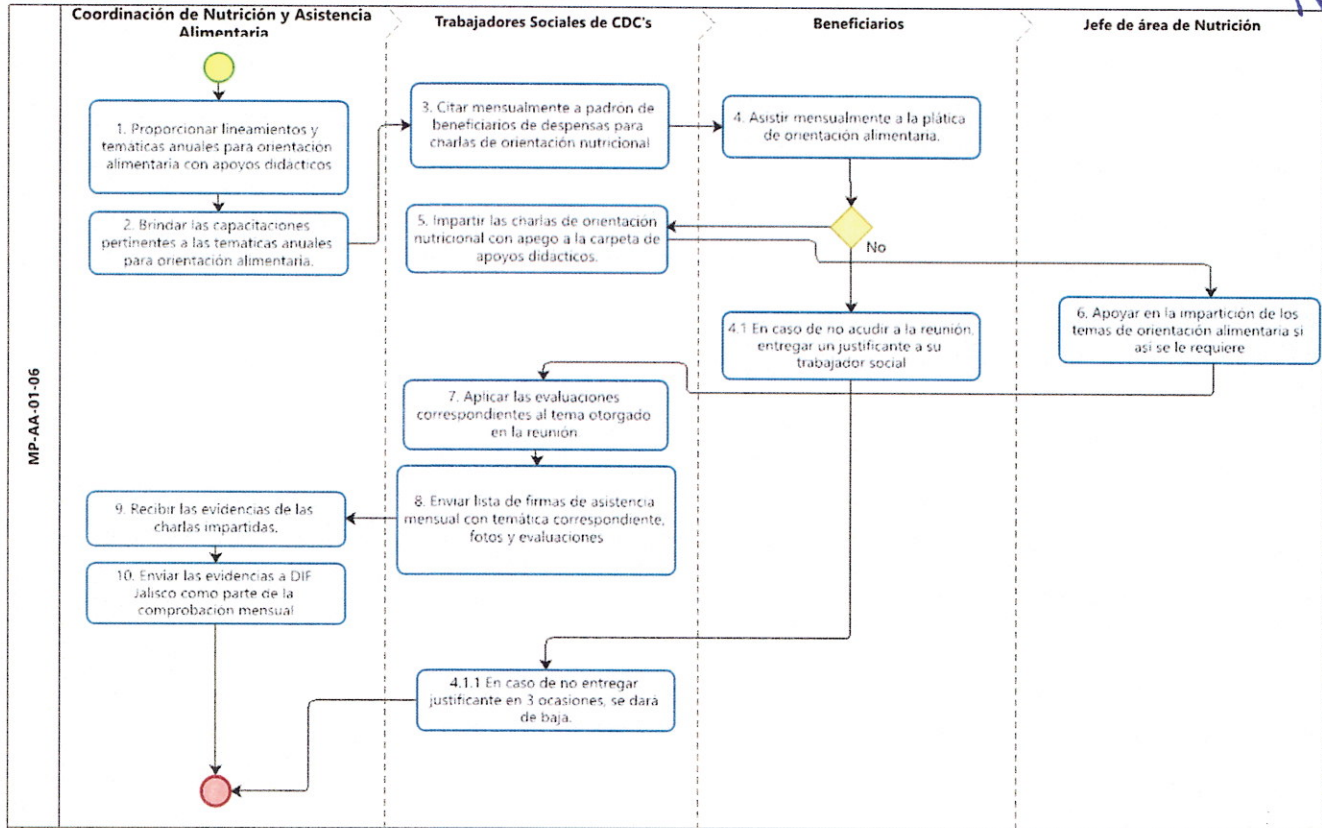 Coordinación de Nutrición y Asistencia
Alimentaria
Trabajadores Sociales de CDC's
Beneficiarios
Jefe de área de Nutrición
MP-AA-01-06
1. Proporcionar lineamientos y
tematicas anuales para orientacion
alimentaria con apoyos didácticos
2. Brindar las capacitaciones
pertinentes a las tematicas anuales
para orientación alimentaria.
3. Citar mensualmente a padrón de
beneficiarios de despensas para
charlas de orientación nutricional
4. Asistir mensualmente a la plática
de orientación alimentaria.
No
5. Impartir las charlas de orientación
nutricional con apego a la carpeta de
apoyos didacticos.
4.1 En caso de no acudir a la reunión,
entregar un justificante a su
trabajador social
6. Apoyar en la impartición de los
temas de orientación alimentaria si
asi se le requiere
7. Aplicar las evaluaciones
correspondientes al tema otorgado
en la reunión
8. Enviar lista de firmas de asistencia
mensual con temática correspondiente,
fotos y evaluaciones
9. Recibir las evidencias de las
charlas impartidas.
10. Enviar las evidencias a DIF
Jalisco como parte de la
comprobación mensual
4.1.1 En caso de no entregar
justificante en 3 ocasiones, se dará
de baja.